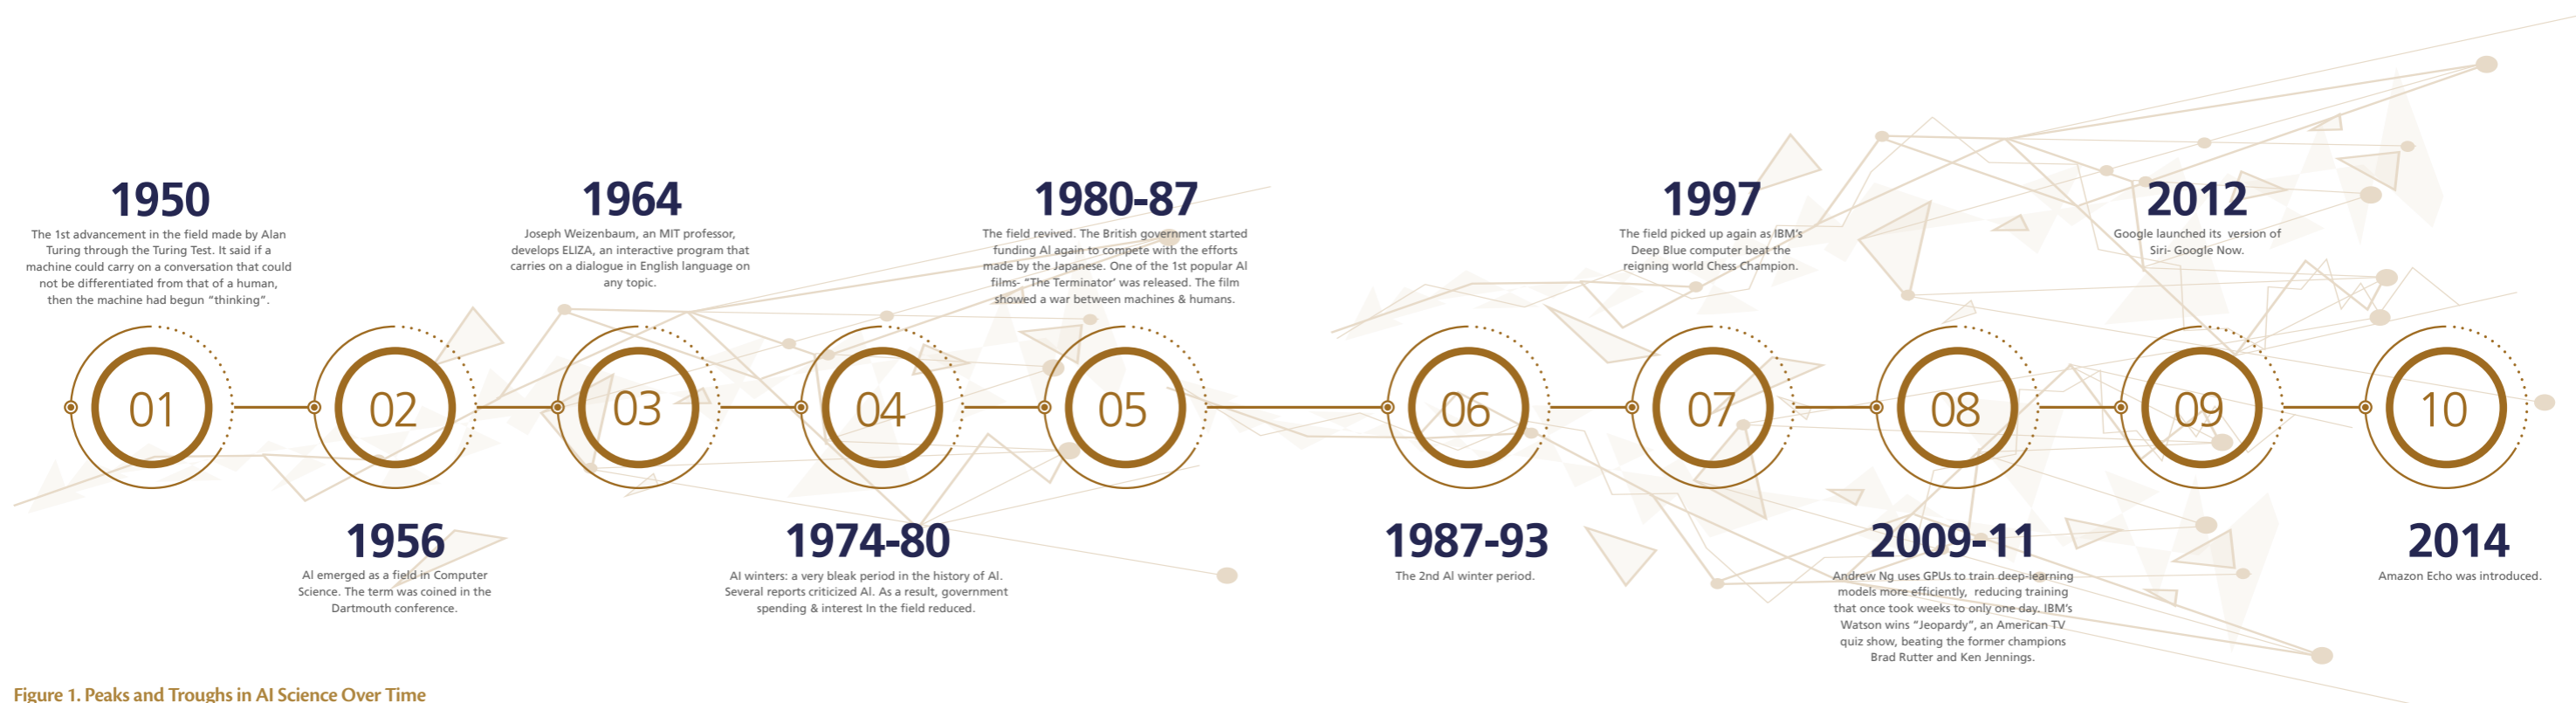 1950
The 1st advancement in the field made by Alan
Turing through the Turing Test. It said if a
machine could carry on a conversation that could
not be differentiated from that of a human,
then the machine had begun “thinking”.
01
1956
AI emerged as a field in Computer
Science. The term was coined in the
Dartmouth conference.
02
1964
Joseph Weizenbaum, an MIT professor,
develops ELIZA, an interactive program that
carries on a dialogue in English language on
any topic.
03
1974-80
AI winters: a very bleak period in the history of AI.
Several reports criticized AI. As a result, government
spending & interest In the field reduced.
04
1980-87
The field revived. The British government started
funding AI again to compete with the efforts
made by the Japanese. One of the 1st popular AI
films- “The Terminator’ was released. The film
showed a war between machines & humans.
05
1987-93
The 2nd AI winter period.
06
1997
The field picked up again as IBM’s
Deep Blue computer beat the
reigning world Chess Champion.
07
2009-11
Andrew Ng uses GPUs to train deep-learning
models more efficiently, reducing training
that once took weeks to only one day. IBM’s
Watson wins “Jeopardy”, an American TV
quiz show, beating the former champions
Brad Rutter and Ken Jennings.
08
2012
Google launched its version of
Siri- Google Now.
09
2014
Amazon Echo was introduced.
10
Figure 1. Peaks and Troughs in AI Science Over Time